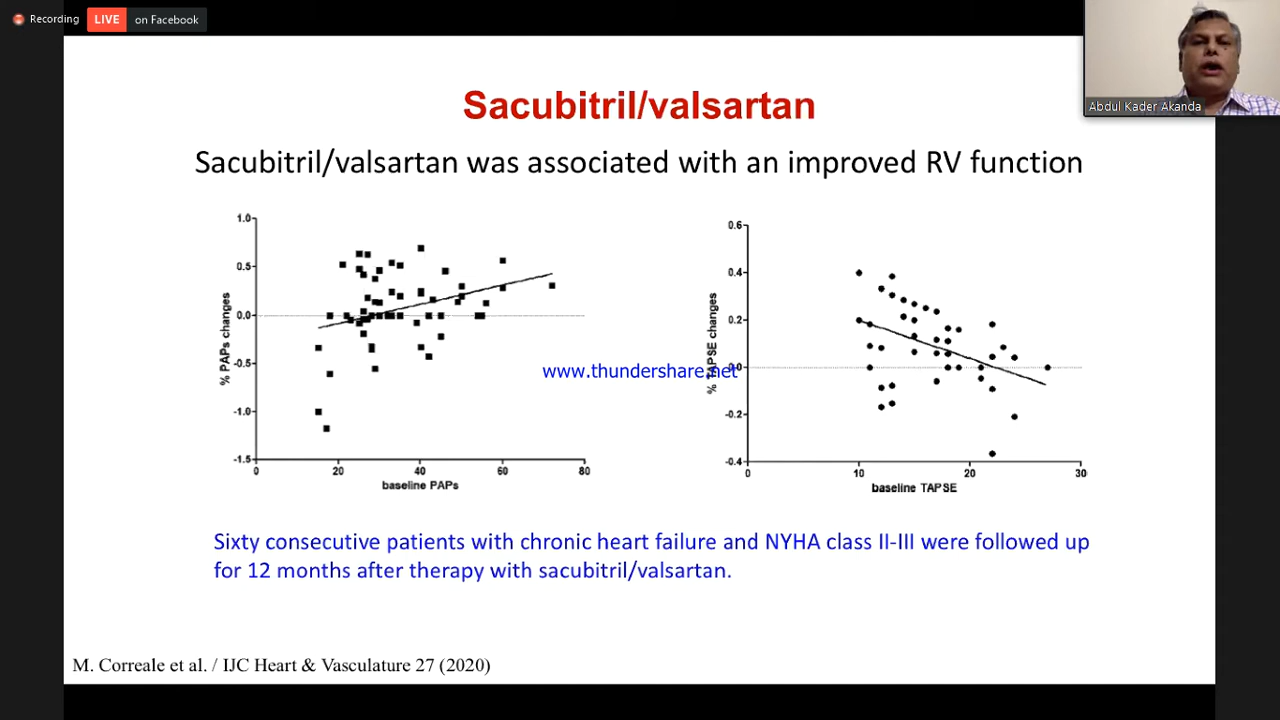 Recording
LIVE on Facebook
Abdul Kader Akanda
Sacubitril/valsartan
Sacubitril/valsartan was associated with an improved RV function
1.0
0.5
0.0
-0.5
-1.0
-1.5
% PAPs changes
0 20 40 60 80
baseline PAPs
www.thundershare.net
0.6
0.4
0.2
0.0
-0.2
-0.4
% TAPSE changes
0 10 20 30
baseline TAPSE
Sixty consecutive patients with chronic heart failure and NYHA class II-III were followed up
for 12 months after therapy with sacubitril/valsartan.
M. Correale et al. / IJC Heart & Vasculature 27 (2020)